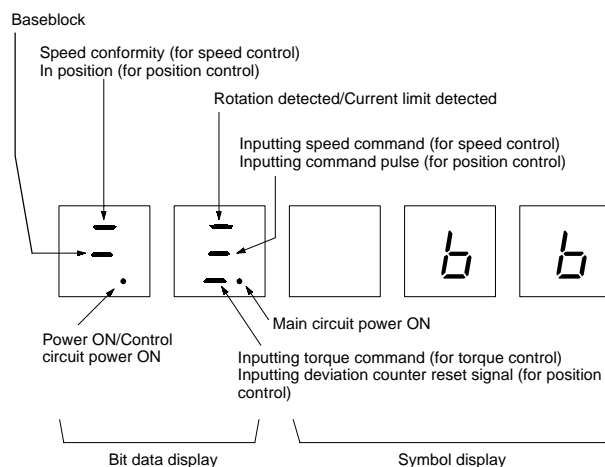 Baseblock
Speed conformity (for speed control)
In position (for position control)
Rotation detected/Current limit detected
Inputting speed command (for speed control)
Inputting command pulse (for position control)
b b
Main circuit power ON
Power ON/Control
circuit power ON
Inputting torque command (for torque control)
Inputting deviation counter reset signal (for position
control)
Bit data display
Symbol display